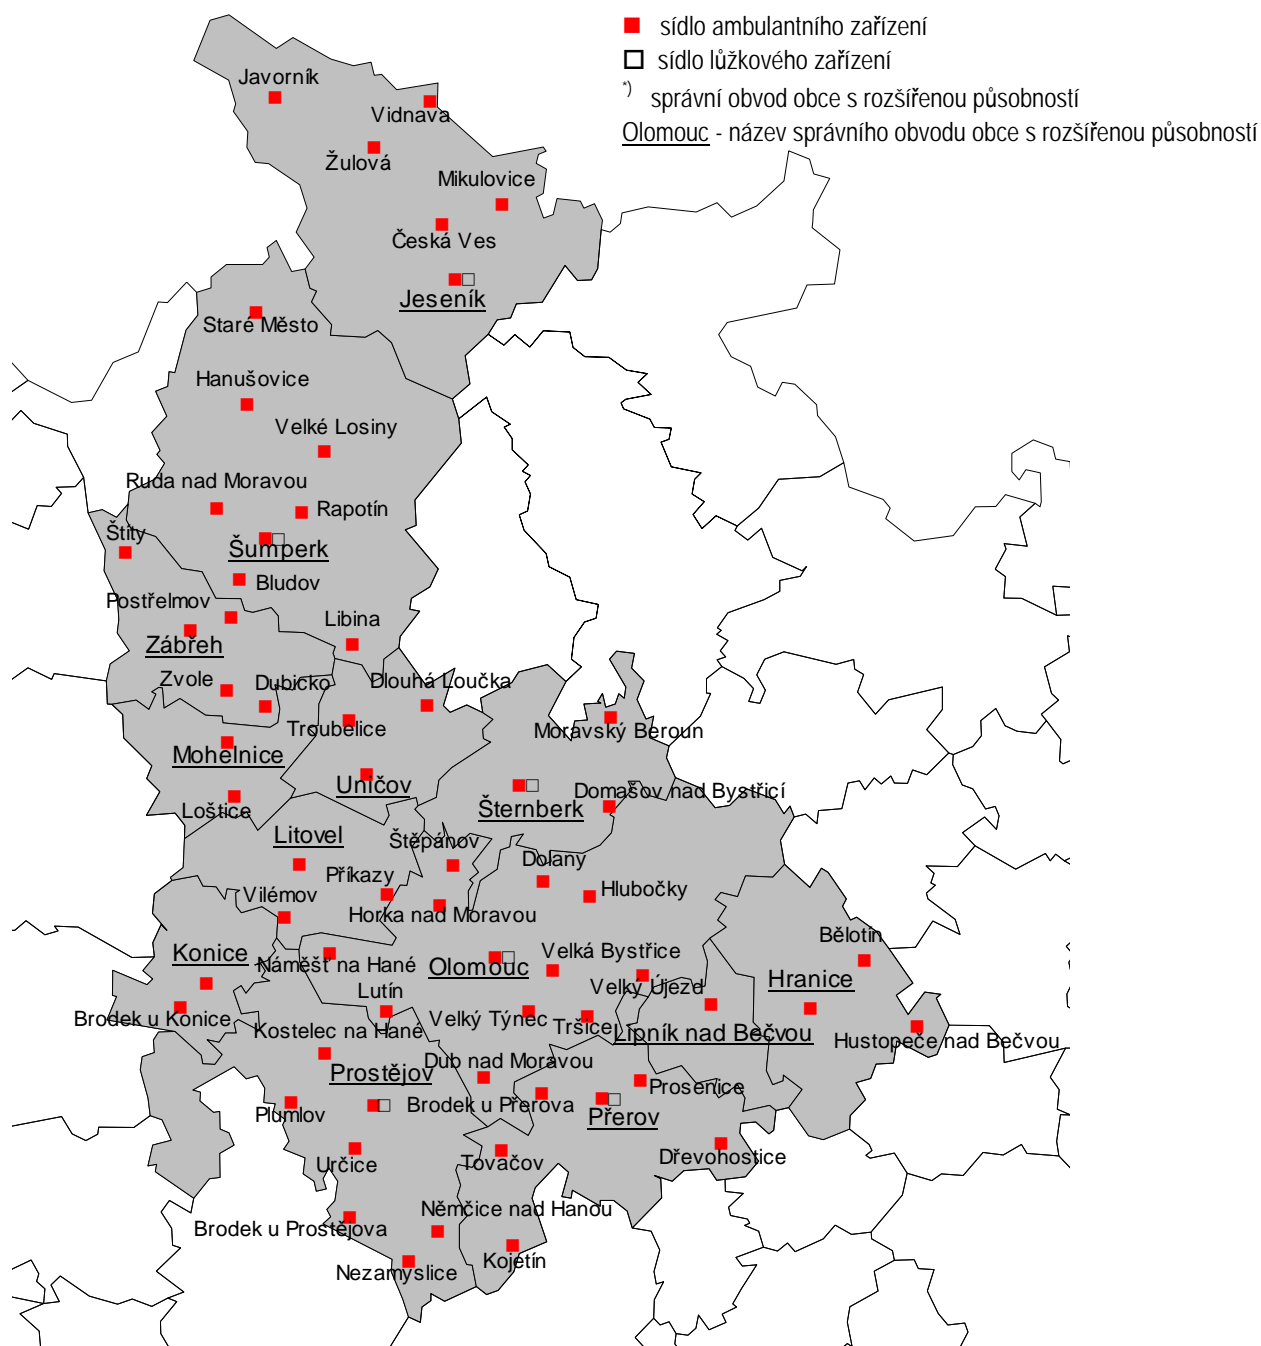 sídlo ambulantního zařízení
sídlo lůžkového zařízení
*) správní obvod obce s rozšířenou působností
Olomouc - název správního obvodu obce s rozšířenou působností
Javorník
Vidnava
Žulová
Mikulovice
Česká Ves
Jeseník
Staré Město
Hanušovice
Velké Losiny
Ruda nad Moravou
Rapotín
Štíty
Šumperk
Bludov
Postřelmov
Libina
Zábřeh
Zvole
Dubicko
Dlouhá Loučka
Troubelice
Moravský Beroun
Mohelnice
Uničov
Domašov nad Bystřicí
Šternberk
Loštice
Litovel
Štěpánov
Dolany
Příkazy
Hlubočky
Vilémov
Horka nad Moravou
Bělotín
Konice
Náměšť na Hané
Olomouc
Velká Bystřice
Hranice
Velký Újezd
Lutín
Brodek u Konice
Velký Týnec
Tršice
Kostelec na Hané
Lipník nad Bečvou
Hustopeče nad Bečvou
Dub nad Moravou
Prostějov
Prosenice
Brodek u Přerova
Plumlov
Přerov
Určice
Tovačov
Dřevohostice
Němčice nad Hanou
Brodek u Prostějova
Kojetín
Nezamyslice